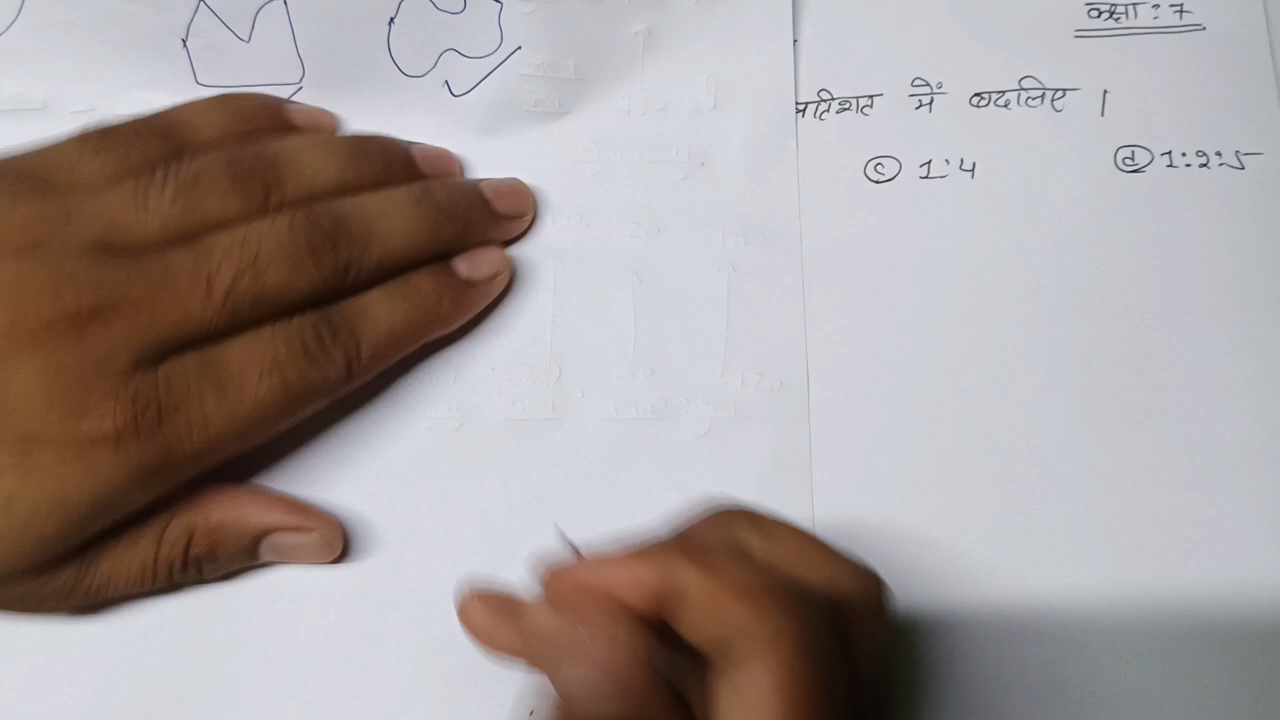 कक्षा : 7
प्रतिशत में बदलिए ।
(c) 1:4 (d) 1:2:5